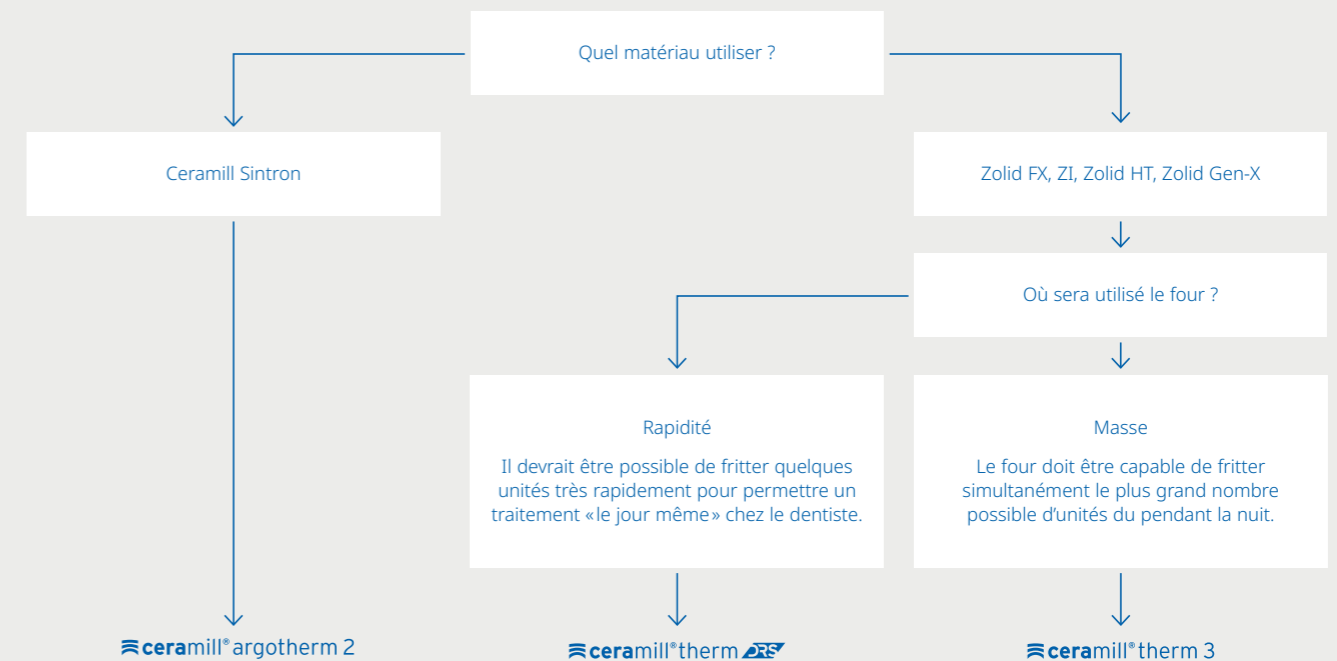 Quel matériau utiliser ?
Ceramill Sintron
Zolid FX, ZI, Zolid HT, Zolid Gen-X
Où sera utilisé le four ?
Rapidité
Il devrait être possible de fritter quelques
unités très rapidement pour permettre un
traitement «le jour même» chez le dentiste.
Masse
Le four doit être capable de fritter
simultanément le plus grand nombre
possible d’unités du pendant la nuit.
ceramill® argotherm 2
ceramill® therm DRS
ceramill® therm 3